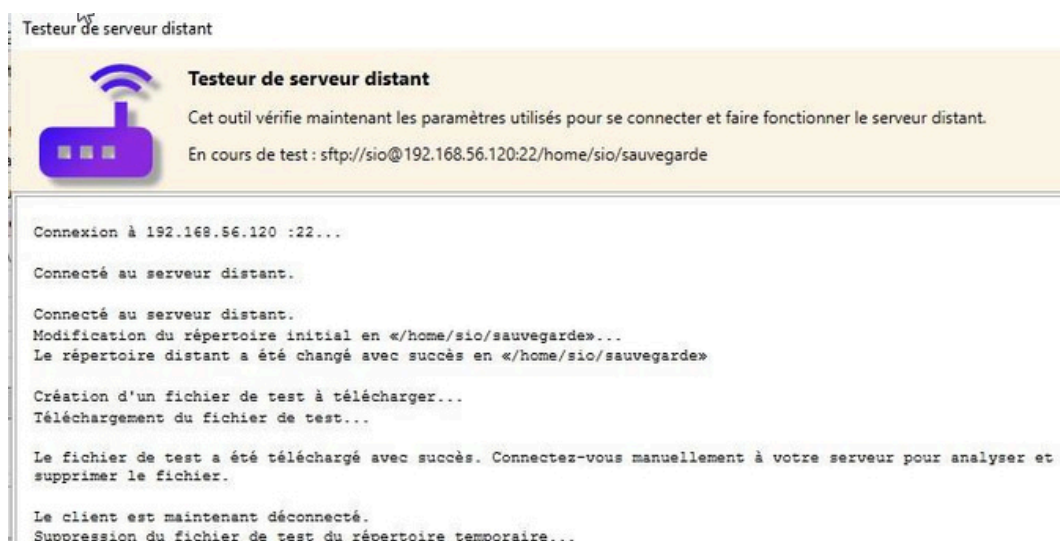 Testeur de serveur distant
Testeur de serveur distant
Cet outil vérifie maintenant les paramètres utilisés pour se connecter et faire fonctionner le serveur distant.
En cours de test : sftp://sio@192.168.56.120:22/home/sio/sauvegarde
Connexion à 192.168.56.120 :22...
Connecté au serveur distant.
Connecté au serveur distant.
Modification du répertoire initial en «/home/sio/sauvegarde»...
Le répertoire distant a été changé avec succès en «/home/sio/sauvegarde»
Création d'un fichier de test à télécharger...
Téléchargement du fichier de test...
Le fichier de test a été téléchargé avec succès. Connectez-vous manuellement à votre serveur pour analyser et
supprimer le fichier.
Le client est maintenant déconnecté.
Suppression du fichier de test du répertoire temporaire...